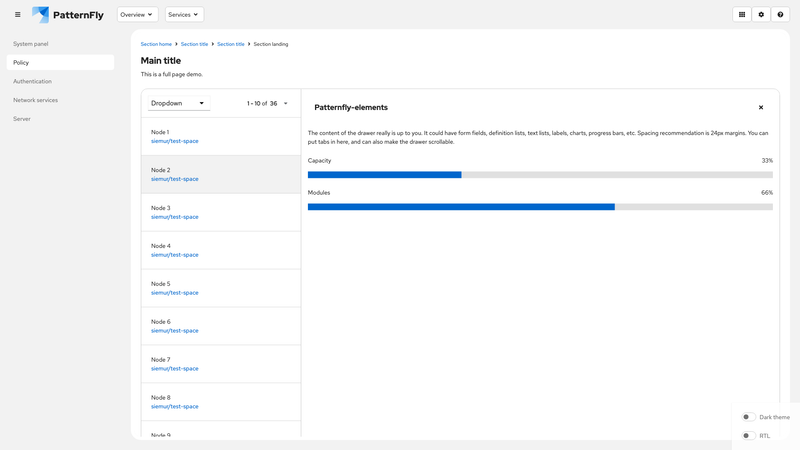 PatternFly
Overview
Services
System panel
Policy
Authentication
Network services
Server
Section home > Section title > Section title > Section landing
Main title
This is a full page demo.
Dropdown
1 - 10 of 36
Node 1
siemur/test-space
Node 2
siemur/test-space
Node 3
siemur/test-space
Node 4
siemur/test-space
Node 5
siemur/test-space
Node 6
siemur/test-space
Node 7
siemur/test-space
Node 8
siemur/test-space
Node 9
Patternfly-elements
The content of the drawer really is up to you. It could have form fields, definition lists, text lists, labels, charts, progress bars, etc. Spacing recommendation is 24px margins. You can
put tabs in here, and can also make the drawer scrollable.
Capacity 33%
Modules 66%
Dark theme
RTL